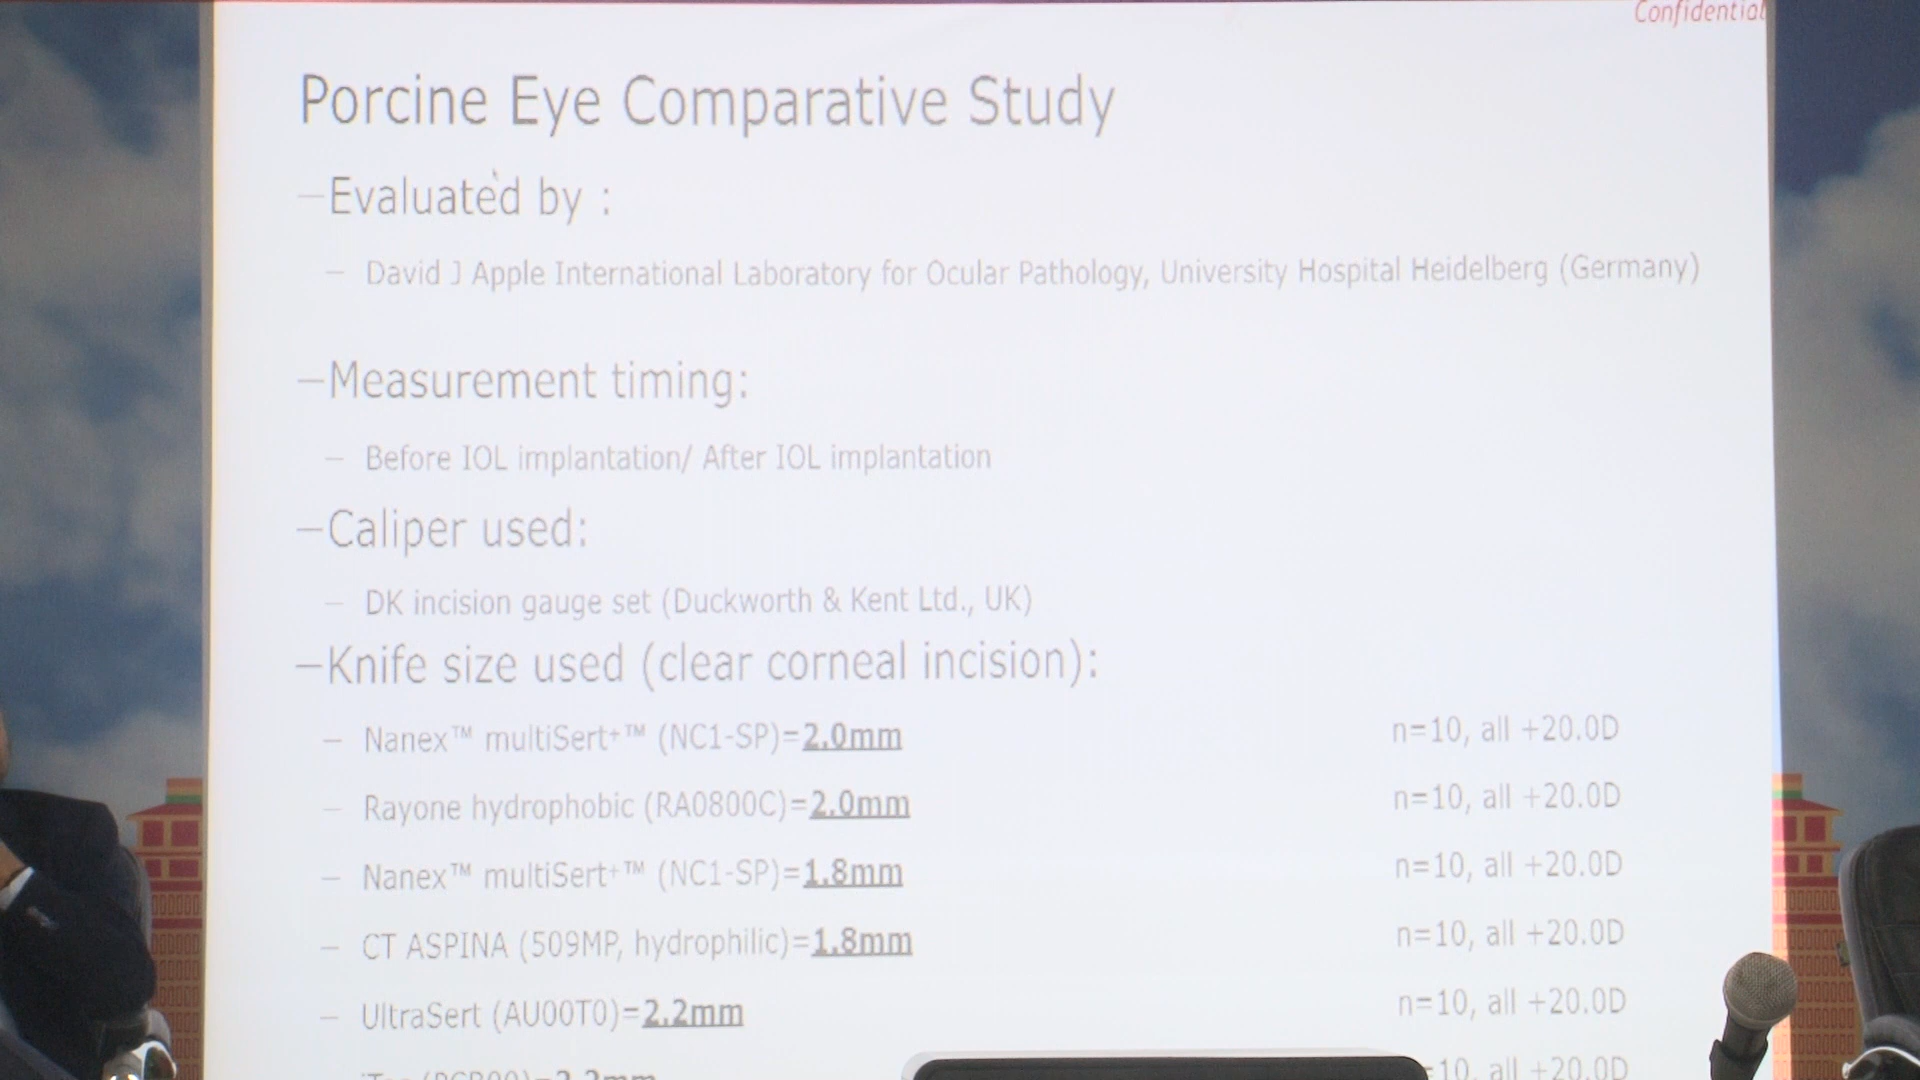 Confidential
Porcine Eye Comparative Study
—Evaluated by :
— David J Apple International Laboratory for Ocular Pathology, University Hospital Heidelberg (Germany)
—Measurement timing:
— Before IOL implantation/ After IOL implantation
—Caliper used:
— DK incision gauge set (Duckworth & Kent Ltd., UK)
—Knife size used (clear corneal incision):
— Nanex™ multiSert+™ (NC1-SP)=2.0mm n=10, all +20.0D
— Rayone hydrophobic (RA0800C)=2.0mm n=10, all +20.0D
— Nanex™ multiSert+™ (NC1-SP)=1.8mm n=10, all +20.0D
— CT ASPINA (509MP, hydrophilic)=1.8mm n=10, all +20.0D
— UltraSert (AU00T0)=2.2mm n=10, all +20.0D
=10, all +20.0D